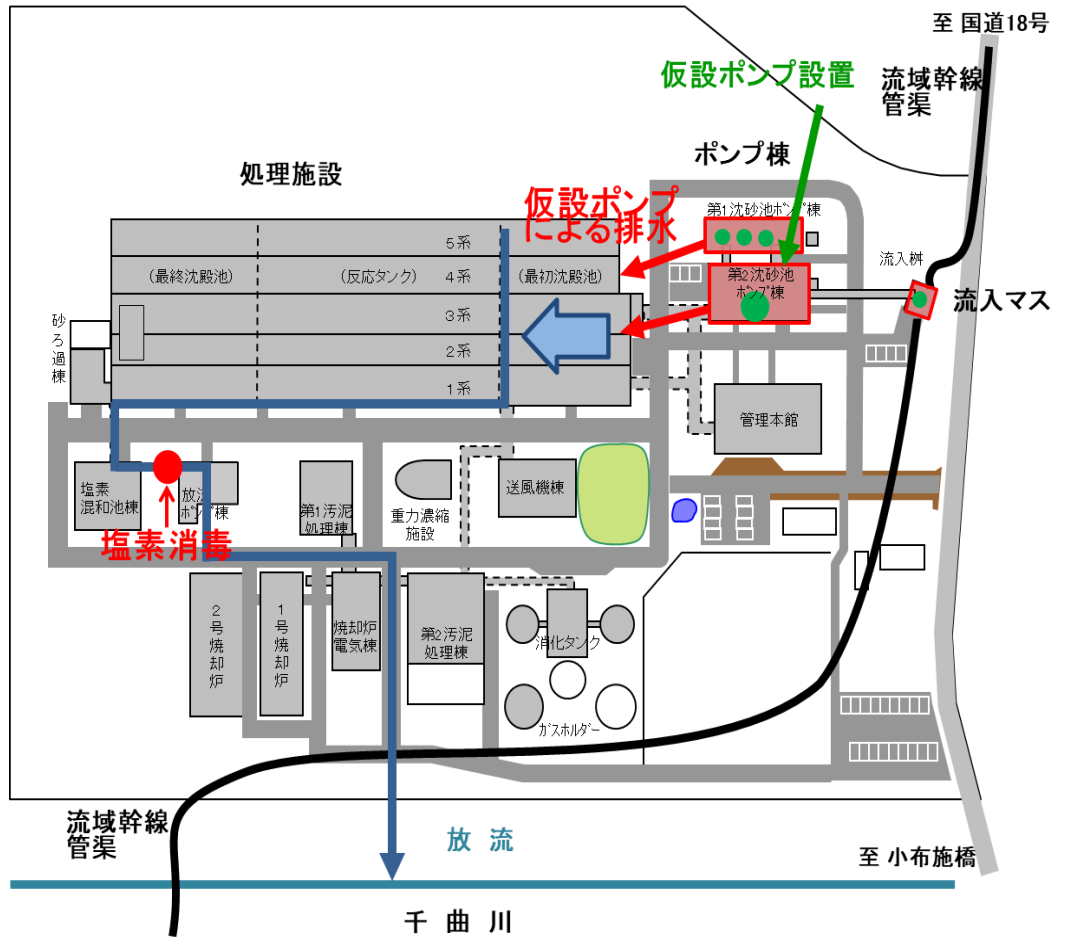 至 国道18号
仮設ポンプ設置
流域幹線
管渠
ポンプ棟
処理施設
仮設ポンプ
による排水
第1沈砂池ポンプ棟
流入桝
5系
(最終沈殿池)
(反応タンク)
4系
(最初沈殿池)
第2沈砂池
ポンプ棟
流入マス
3系
砂ろ過棟
2系
1系
管理本館
塩素
混和池棟
放流
ポンプ棟
第1汚泥
処理棟
重力濃縮
施設
送風機棟
塩素消毒
2号焼却炉
1号焼却炉
焼却炉
電気棟
第2汚泥
処理棟
消化タンク
ガスホルダー
流域幹線
管渠
放 流
至 小布施橋
千 曲 川